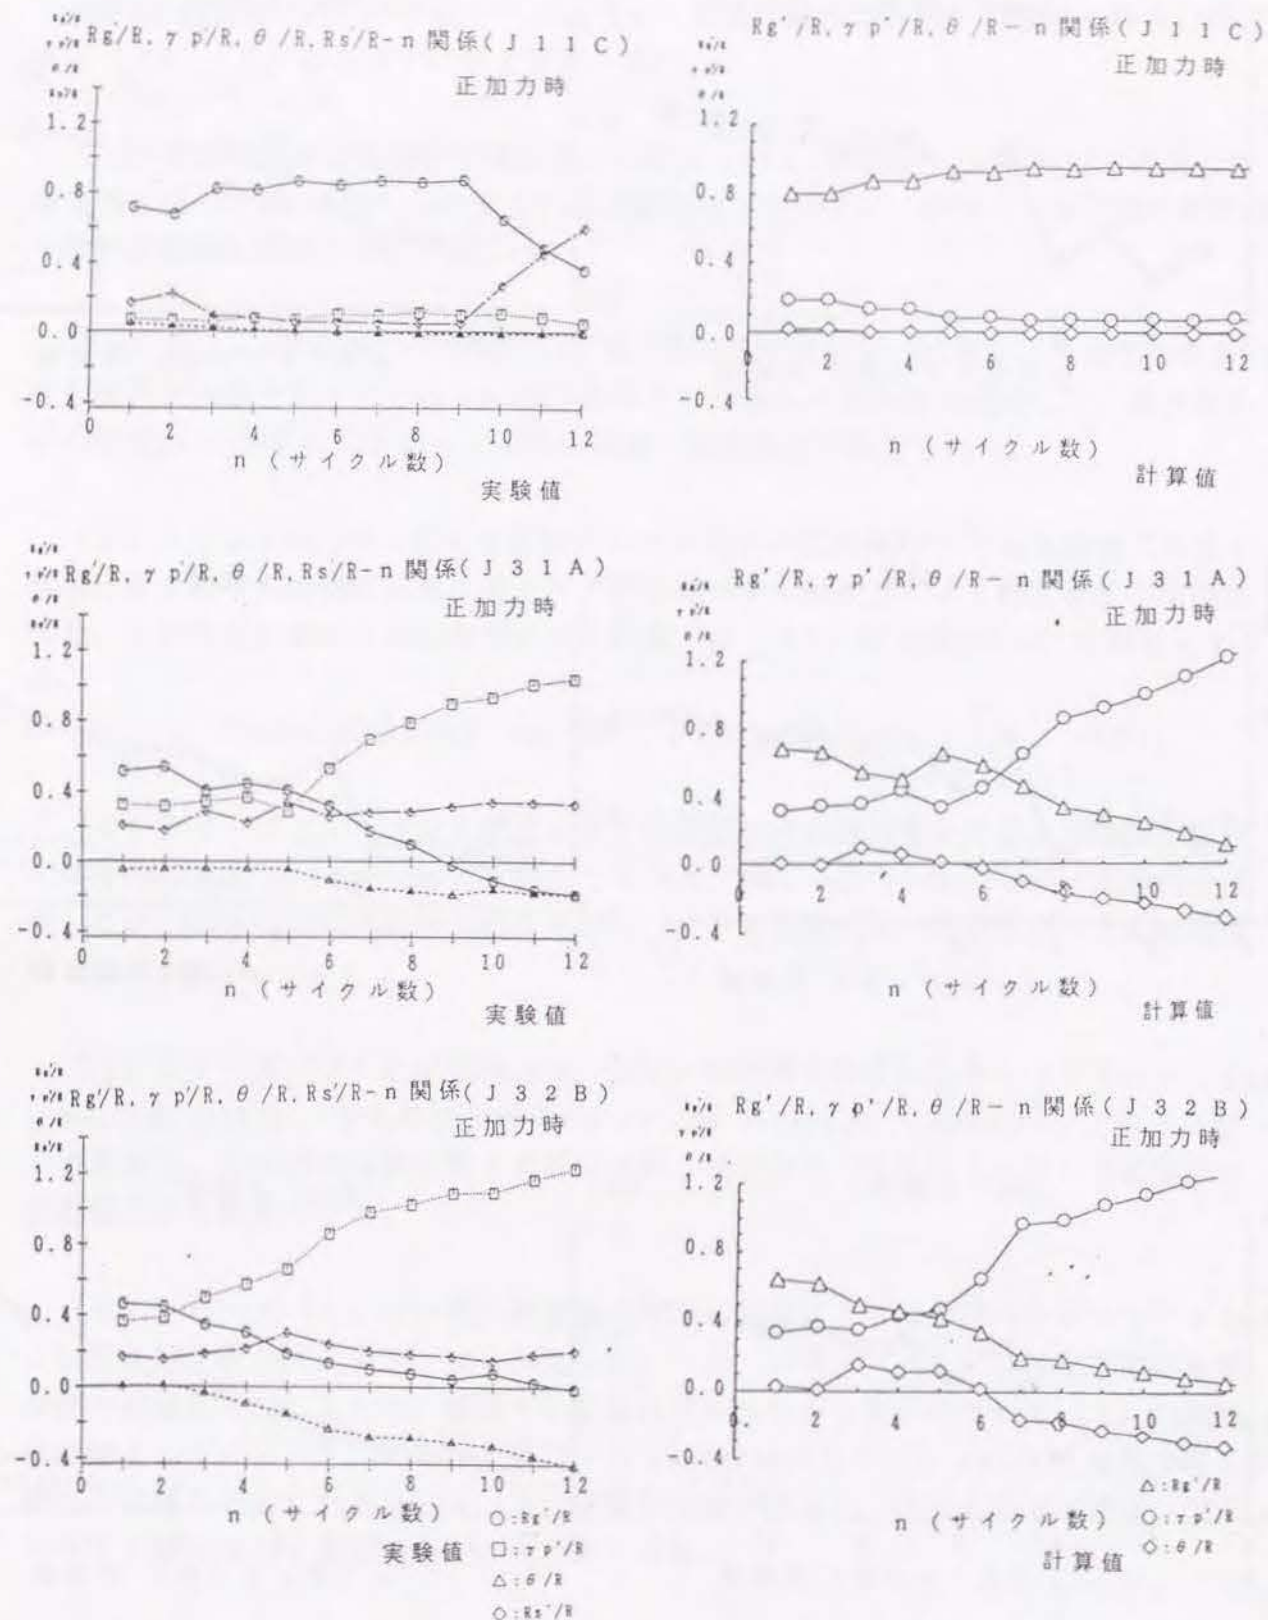 Rg'/R, γp'/R, θ/R, Rs'/R-n 関係(J11C)
正加力時
1.2
0.8
0.4
0.0
-0.4
0 2 4 6 8 10 12
n (サイクル数)
実験値
Rg'/R, γp'/R, θ/R-n 関係(J11C)
正加力時
θ/R
1.2
0.8
0.4
0.0
-0.4
0 2 4 6 8 10 12
n (サイクル数)
計算値
Rg'/R, γp'/R, θ/R, Rs'/R-n 関係(J31A)
正加力時
θ/R
1.2
0.8
0.4
0.0
-0.4
0 2 4 6 8 10 12
n (サイクル数)
実験値
Rg'/R, γp'/R, θ/R-n 関係(J31A)
正加力時
θ/R
1.2
0.8
0.4
0.0
-0.4
0 2 4 6 8 10 12
n (サイクル数)
計算値
Rg'/R, γp'/R, θ/R, Rs'/R-n 関係(J32B)
正加力時
θ/R
1.2
0.8
0.4
0.0
-0.4
0 2 4 6 8 10 12
n (サイクル数)
実験値
○:Rg'/R
□:γp'/R
△:θ/R
◇:Rs'/R
Rg'/R, γp'/R, θ/R-n 関係(J32B)
正加力時
θ/R
1.2
0.8
0.4
0.0
-0.4
0 2 4 6 8 10 12
n (サイクル数)
計算値
△:Rg'/R
○:γp'/R
◇:θ/R